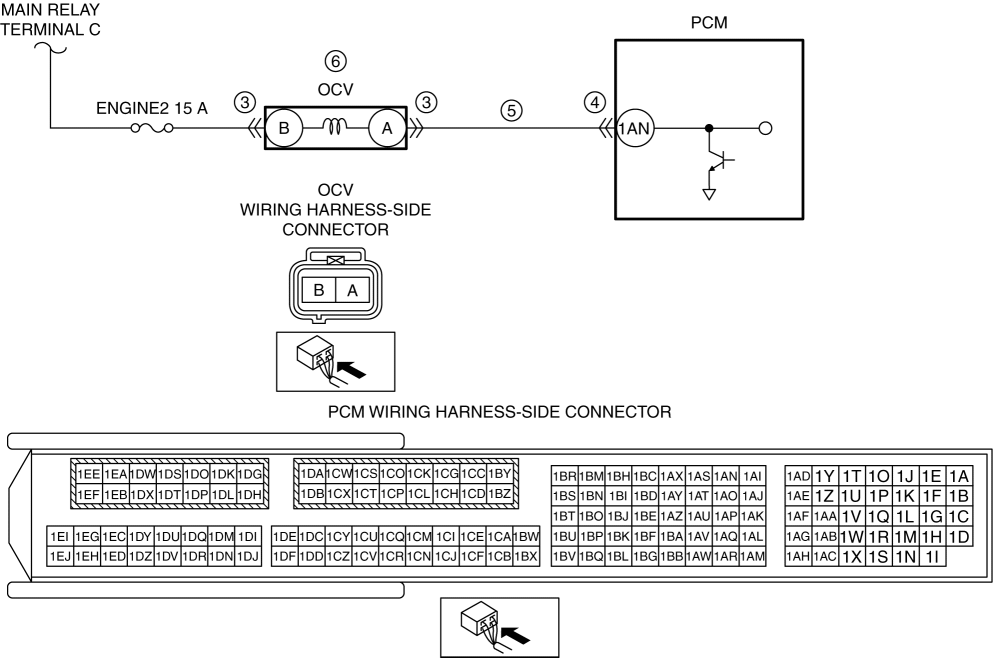 MAIN RELAY
TERMINAL C
PCM
6
OCV
ENGINE2 15 A
3
3
5
4
B
A
1AN
OCV
WIRING HARNESS-SIDE
CONNECTOR
B A
PCM WIRING HARNESS-SIDE CONNECTOR
1EE 1EA 1DW 1DS 1DO 1DK 1DG 1DA 1CW 1CS 1CO 1CK 1CG 1CC 1BY 1BR 1BM 1BH 1BC 1AX 1AS 1AN 1AI 1AD 1Y 1T 1O 1J 1E 1A
1EF 1EB 1DX 1DT 1DP 1DL 1DH 1DB 1CX 1CT 1CP 1CL 1CH 1CD 1BZ 1BS 1BN 1BI 1BD 1AY 1AT 1AO 1AJ 1AE 1Z 1U 1P 1K 1F 1B
1BT 1BO 1BJ 1BE 1AZ 1AU 1AP 1AK 1AF 1AA 1V 1Q 1L 1G 1C
1EI 1EG 1EC 1DY 1DU 1DQ 1DM 1DI 1DE 1DC 1CY 1CU 1CQ 1CM 1CI 1CE 1CA 1BW 1BU 1BP 1BK 1BF 1BA 1AV 1AQ 1AL 1AG 1AB 1W 1R 1M 1H 1D
1EJ 1EH 1ED 1DZ 1DV 1DR 1DN 1DJ 1DF 1DD 1CZ 1CV 1CR 1CN 1CJ 1CF 1CB 1BX 1BV 1BQ 1BL 1BG 1BB 1AW 1AR 1AM 1AH 1AC 1X 1S 1N 1I